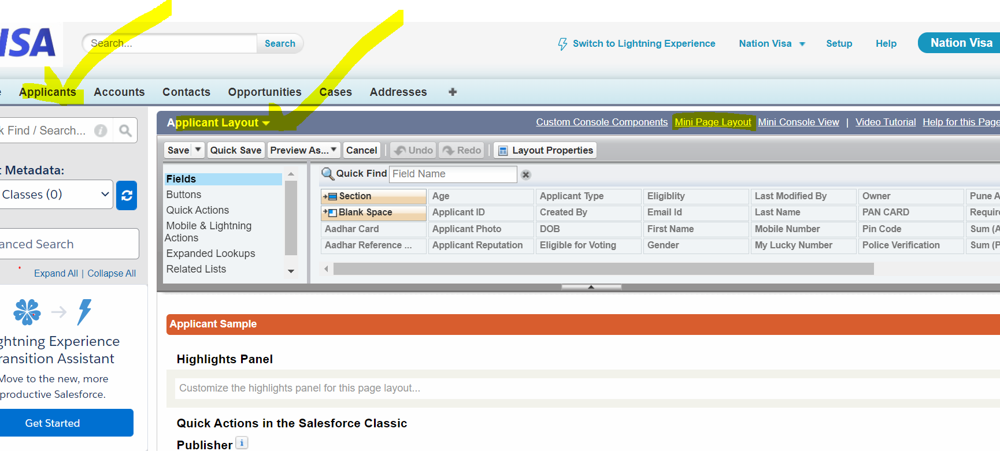 ISA
Search...
Search
Switch to Lightning Experience
Nation Visa
Setup
Help
Nation Visa
Applicants
Accounts
Contacts
Opportunities
Cases
Addresses
k Find / Search...
Applicant Layout
Custom Console Components
Mini Page Layout
Mini Console View
|
Video Tutorial
Help for this Page
Save
Quick Save
Preview As...
Cancel
Undo
Redo
Layout Properties
Metadata:
Classes (0)
anced Search
Expand All | Collapse All
Fields
Buttons
Quick Actions
Mobile & Lightning
Actions
Expanded Lookups
Related Lists
Quick Find
Field Name
Section
Age
Applicant Type
Eligiblity
Last Modified By
Owner
Pune A
Blank Space
Applicant ID
Created By
Email Id
Last Name
PAN CARD
Require
Aadhar Card
Applicant Photo
DOB
First Name
Mobile Number
Pin Code
Sum (A
Aadhar Reference ...
Applicant Reputation
Eligible for Voting
Gender
My Lucky Number
Police Verification
Sum (P
ghtning Experience
ransition Assistant
Move to the new, more
productive Salesforce.
Get Started
Applicant Sample
Highlights Panel
Customize the highlights panel for this page layout...
Quick Actions in the Salesforce Classic
Publisher